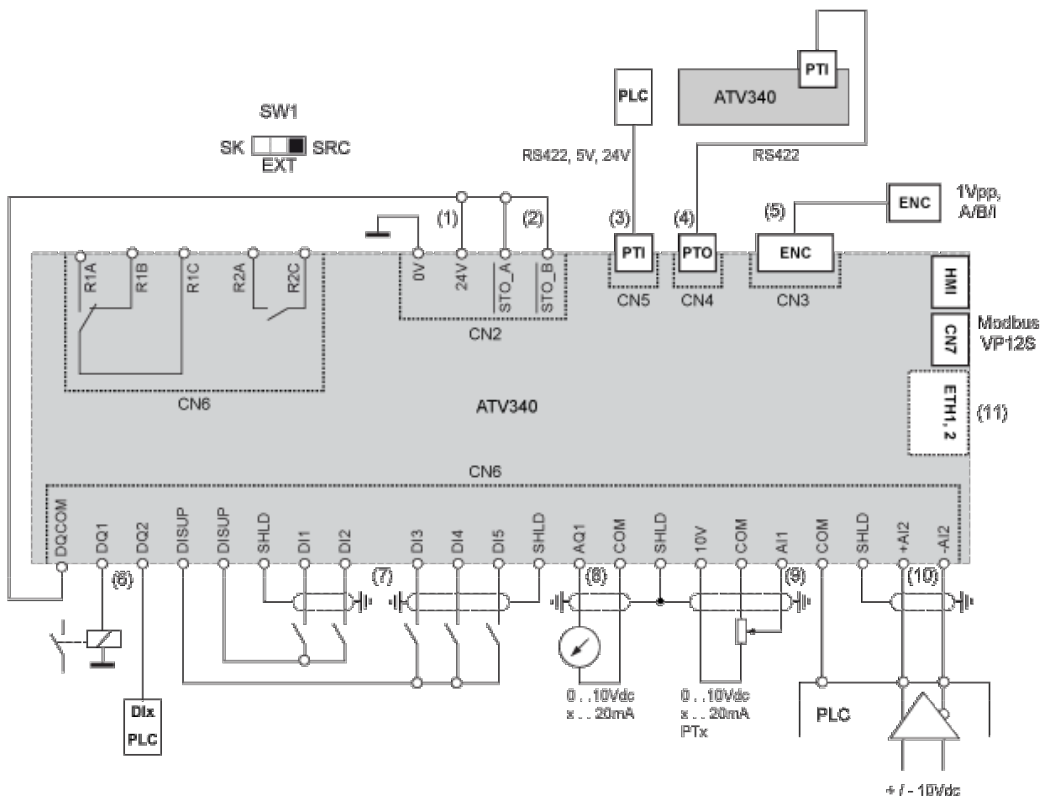 SW1
SK
SRC
EXT
PLC
PTI
ATV340
RS422, 5V, 24V
RS422
ENC
1Vpp,
A/B/I
(1)
(2)
(3)
(4)
(5)
R1A
R1B
R1C
R2A
R2C
0V
24V
STO_A
STO_B
PTI
PTO
ENC
CN2
CN5
CN4
CN3
HMI
CN7
Modbus
VP12S
CN6
ATV340
ETH1, 2
(11)
CN6
DQCOM
DQ1
DQ2
DISUP
DISUP
SHLD
DI1
DI2
DI3
DI4
DI5
SHLD
AQ1
COM
SHLD
10V
COM
AI1
COM
SHLD
+AI2
-AI2
(6)
(7)
(8)
(9)
(10)
DIx
PLC
0 . . 10Vdc
x . . 20mA
0 . . 10Vdc
x . . 20mA
PTx
PLC
+ / - 10Vdc